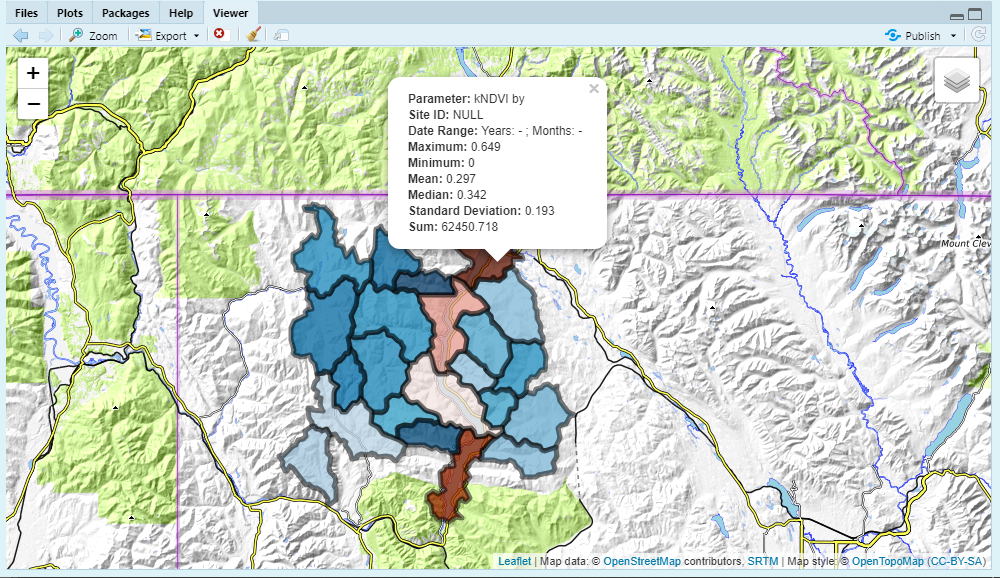 Files Plots Packages Help Viewer
Zoom Export Publish
+
−
×
Parameter: kNDVI by
Site ID: NULL
Date Range: Years: - ; Months: -
Maximum: 0.649
Minimum: 0
Mean: 0.297
Median: 0.342
Standard Deviation: 0.193
Sum: 62450.718
Mount Clev
Leaflet | Map data: © OpenStreetMap contributors, SRTM | Map style: © OpenTopoMap (CC-BY-SA)